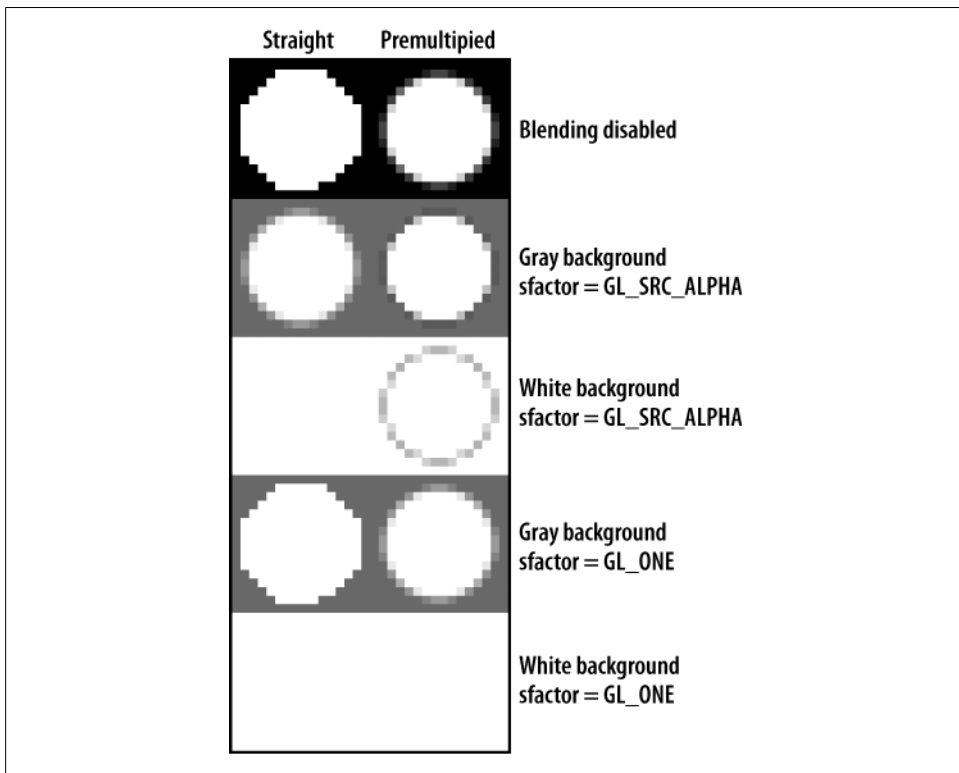 Straight
Premultipied
Blending disabled
Gray background
sfactor = GL_SRC_ALPHA
White background
sfactor = GL_SRC_ALPHA
Gray background
sfactor = GL_ONE
White background
sfactor = GL_ONE